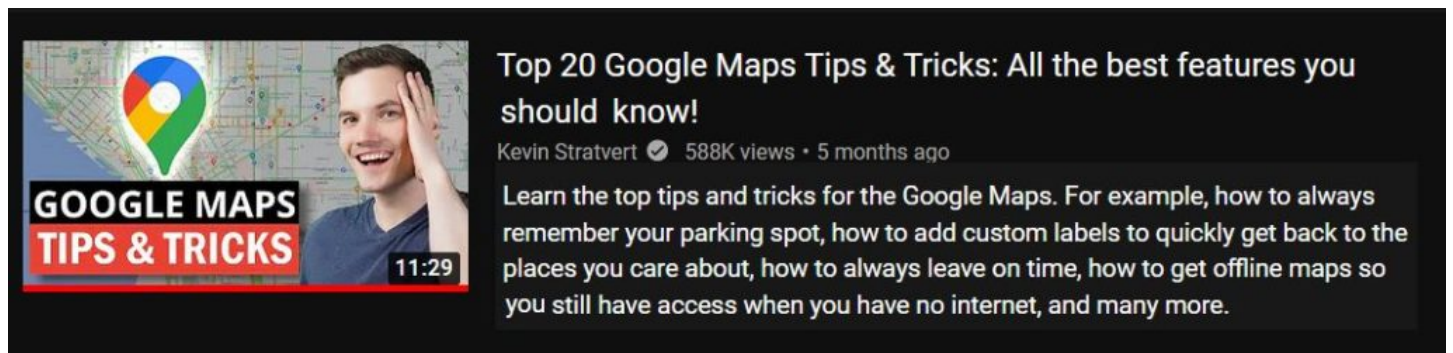 GOOGLE MAPS
TIPS & TRICKS
11:29
Top 20 Google Maps Tips & Tricks: All the best features you
should know!
Kevin Stratvert 588K views • 5 months ago
Learn the top tips and tricks for the Google Maps. For example, how to always
remember your parking spot, how to add custom labels to quickly get back to the
places you care about, how to always leave on time, how to get offline maps so
you still have access when you have no internet, and many more.